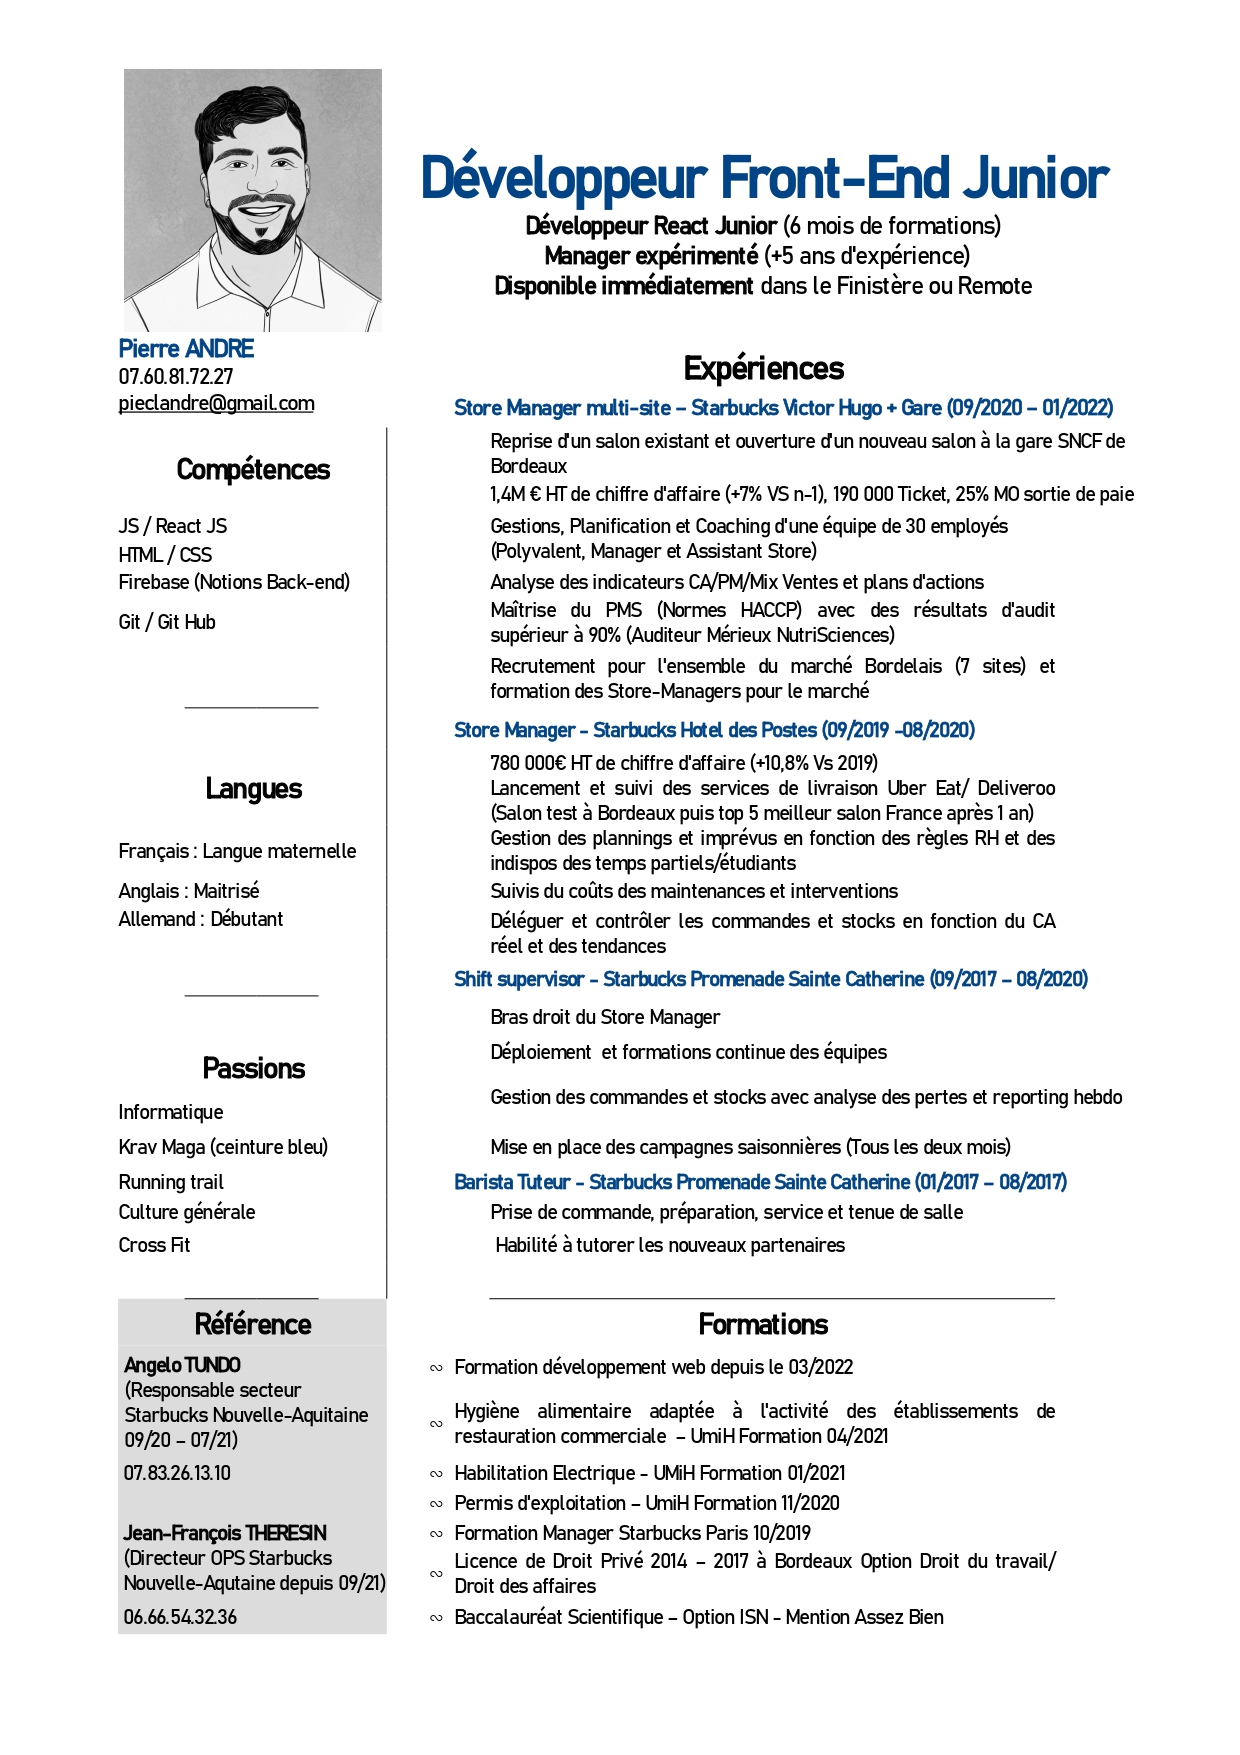 Développeur Front-End Junior
Développeur React Junior (6 mois de formations)
Manager expérimenté (+5 ans d'expérience)
Disponible immédiatement dans le Finistère ou Remote
Pierre ANDRE
07.60.81.72.27
pieclandre@gmail.com
Compétences
JS / React JS
HTML / CSS
Firebase (Notions Back-end)
Git / Git Hub
Langues
Français : Langue maternelle
Anglais : Maitrisé
Allemand : Débutant
Passions
Informatique
Krav Maga (ceinture bleu)
Running trail
Culture générale
Cross Fit
Référence
Angelo TUNDO
(Responsable secteur
Starbucks Nouvelle-Aquitaine
09/20 – 07/21)
07.83.26.13.10
Jean-François THERESIN
(Directeur OPS Starbucks
Nouvelle-Aqutaine depuis 09/21)
06.66.54.32.36
Expériences
Store Manager multi-site – Starbucks Victor Hugo + Gare (09/2020 – 01/2022)
Reprise d'un salon existant et ouverture d'un nouveau salon à la gare SNCF de
Bordeaux
1,4M € HT de chiffre d'affaire (+7% VS n-1), 190 000 Ticket, 25% MO sortie de paie
Gestions, Planification et Coaching d'une équipe de 30 employés
(Polyvalent, Manager et Assistant Store)
Analyse des indicateurs CA/PM/Mix Ventes et plans d'actions
Maîtrise du PMS (Normes HACCP) avec des résultats d'audit
supérieur à 90% (Auditeur Mérieux NutriSciences)
Recrutement pour l'ensemble du marché Bordelais (7 sites) et
formation des Store-Managers pour le marché
Store Manager - Starbucks Hotel des Postes (09/2019 -08/2020)
780 000€ HT de chiffre d'affaire (+10,8% Vs 2019)
Lancement et suivi des services de livraison Uber Eat/ Deliveroo
(Salon test à Bordeaux puis top 5 meilleur salon France après 1 an)
Gestion des plannings et imprévus en fonction des règles RH et des
indispos des temps partiels/étudiants
Suivis du coûts des maintenances et interventions
Déléguer et contrôler les commandes et stocks en fonction du CA
réel et des tendances
Shift supervisor - Starbucks Promenade Sainte Catherine (09/2017 – 08/2020)
Bras droit du Store Manager
Déploiement et formations continue des équipes
Gestion des commandes et stocks avec analyse des pertes et reporting hebdo
Mise en place des campagnes saisonnières (Tous les deux mois)
Barista Tuteur - Starbucks Promenade Sainte Catherine (01/2017 – 08/2017)
Prise de commande, préparation, service et tenue de salle
Habilité à tutorer les nouveaux partenaires
Formations
~ Formation développement web depuis le 03/2022
~ Hygiène alimentaire adaptée à l'activité des établissements de
restauration commerciale – UmiH Formation 04/2021
~ Habilitation Electrique - UMiH Formation 01/2021
~ Permis d'exploitation – UmiH Formation 11/2020
~ Formation Manager Starbucks Paris 10/2019
~ Licence de Droit Privé 2014 – 2017 à Bordeaux Option Droit du travail/
Droit des affaires
~ Baccalauréat Scientifique – Option ISN - Mention Assez Bien